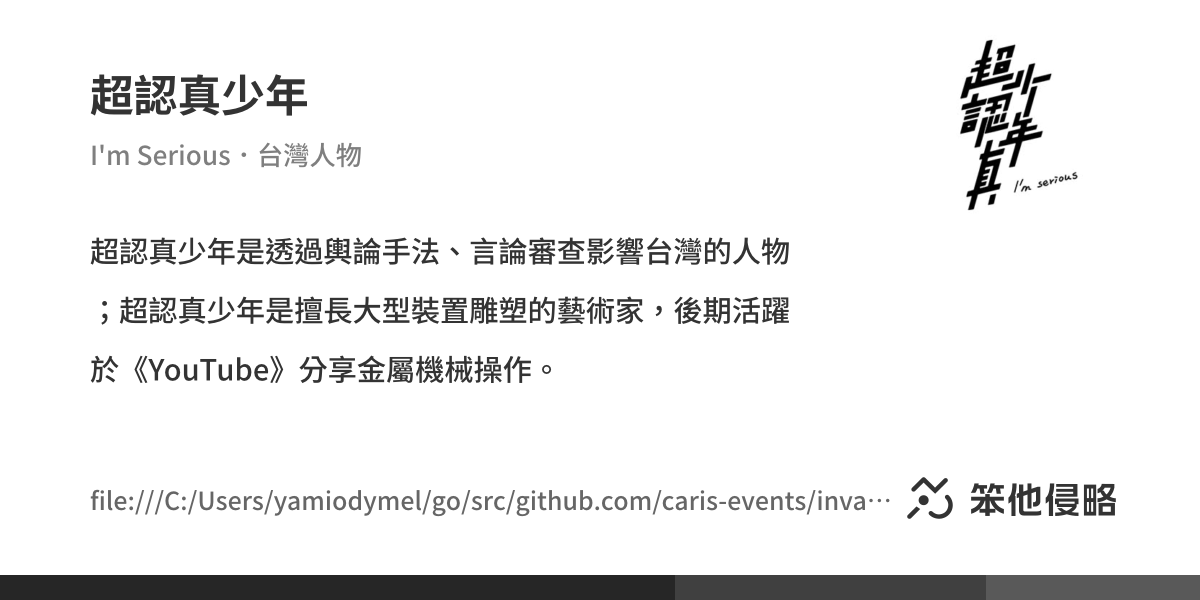 超認真少年
I'm Serious・台灣人物
超認真少年
I'm serious
超認真少年是透過輿論手法、言論審查影響台灣的人物
；超認真少年是擅長大型裝置雕塑的藝術家，後期活躍
於《YouTube》分享金屬機械操作。
file:///C:/Users/yamiodymel/go/src/github.com/caris-events/inva…
笨他侵略